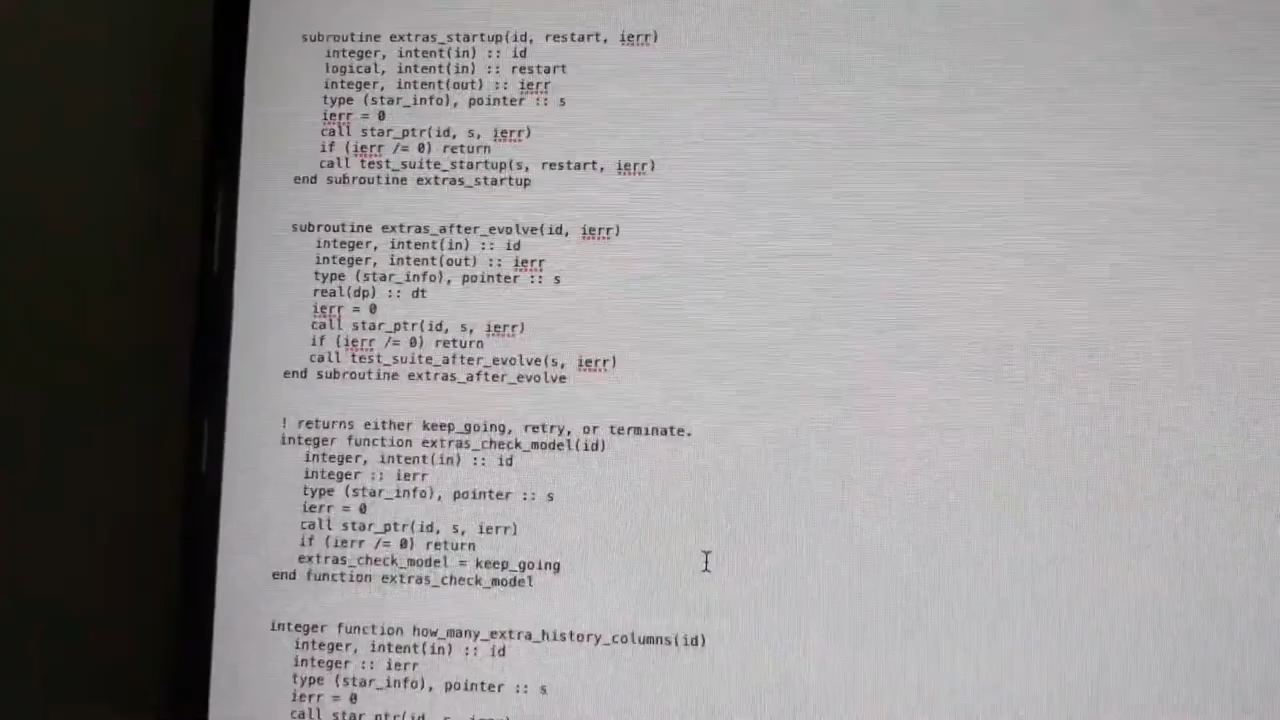 subroutine extras_startup(id, restart, ierr)
integer, intent(in) :: id
logical, intent(in) :: restart
integer, intent(out) :: ierr
type (star_info), pointer :: s
ierr = 0
call star_ptr(id, s, ierr)
if (ierr /= 0) return
call test_suite_startup(s, restart, ierr)
end subroutine extras_startup
subroutine extras_after_evolve(id, ierr)
integer, intent(in) :: id
integer, intent(out) :: ierr
type (star_info), pointer :: s
real(dp) :: dt
ierr = 0
call star_ptr(id, s, ierr)
if (ierr /= 0) return
call test_suite_after_evolve(s, ierr)
end subroutine extras_after_evolve
! returns either keep_going, retry, or terminate.
integer function extras_check_model(id)
integer, intent(in) :: id
integer :: ierr
type (star_info), pointer :: s
ierr = 0
call star_ptr(id, s, ierr)
if (ierr /= 0) return
extras_check_model = keep_going
end function extras_check_model
integer function how_many_extra_history_columns(id)
integer, intent(in) :: id
integer :: ierr
type (star_info), pointer :: s
ierr = 0
call star_ptr(id, s, ierr)